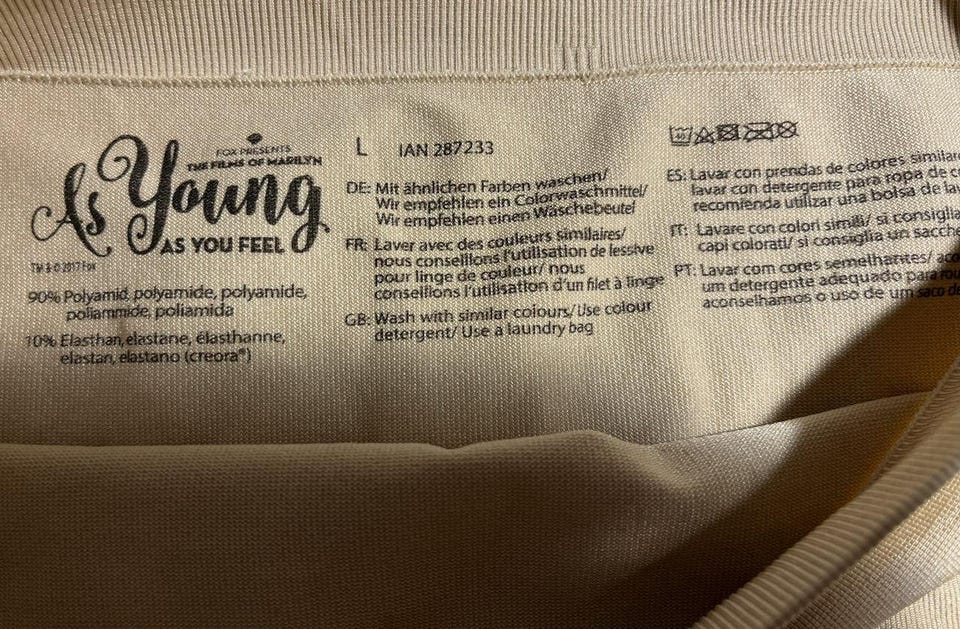 FOX PRESENTS
THE FILMS OF MARILYN
As Young
AS YOU FEEL
TM & © 2017 Fox
90% Polyamid, polyamide, polyamide,
poliammide, poliamida
10% Elasthan, elastane, élasthanne,
elastan, elastano (creora®)
L IAN 287233
DE: Mit ähnlichen Farben waschen/
Wir empfehlen ein Colorwaschmittel/
Wir empfehlen einen Wäschebeutel
FR: Laver avec des couleurs similaires/
nous conseillons l'utilisation de lessive
pour linge de couleur/ nous
conseillons l'utilisation d'un filet à linge
GB: Wash with similar colours/ Use colour
detergent/ Use a laundry bag
40
ES: Lavar con prendas de colores
lavar con detergente para ropa de
recomienda utilizar una bolsa de
IT: Lavare con colori simili/ si consiglia
capi colorati/ si consiglia un
PT: Lavar com cores semelhantes/
um detergente adequado para
aconselhamos o uso de um saco